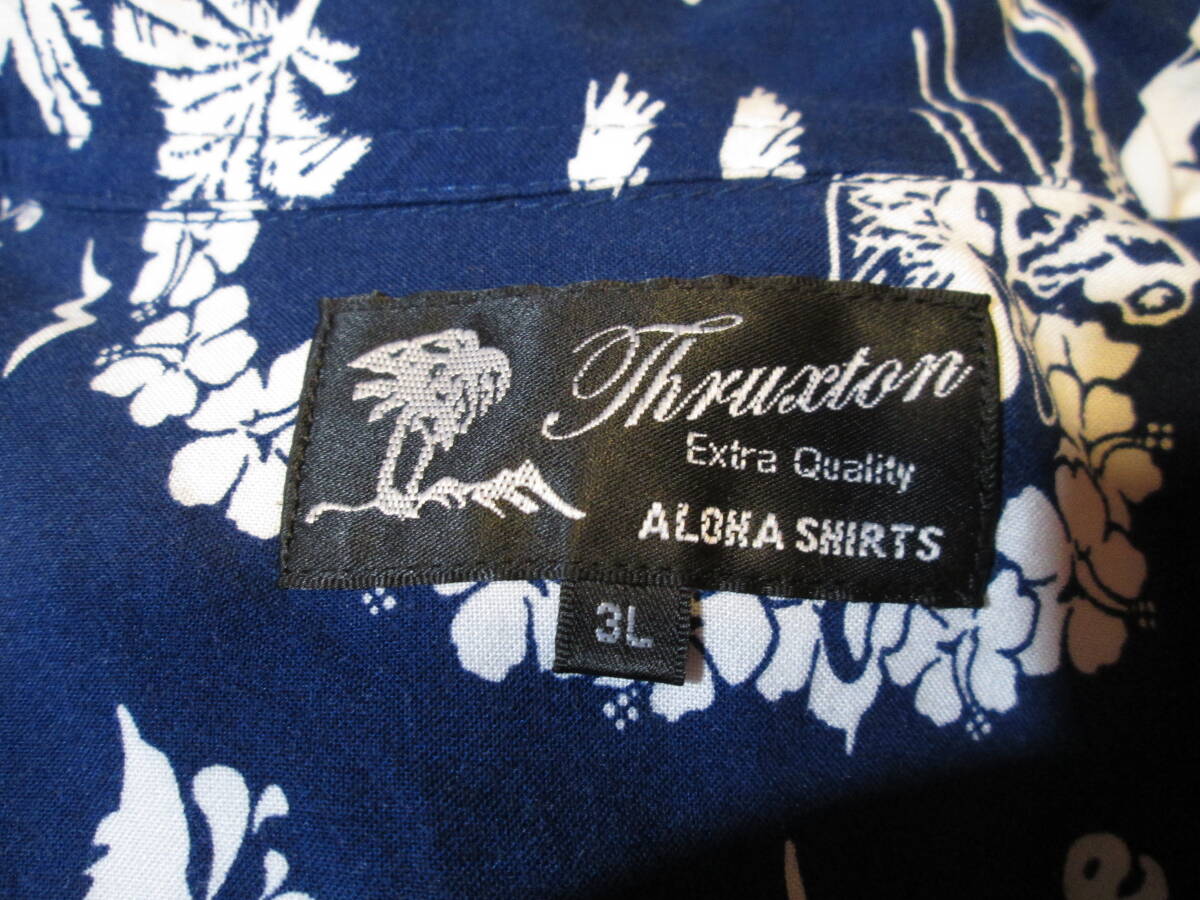 Thruxton
Extra Quality
ALOHA SHIRTS
3L